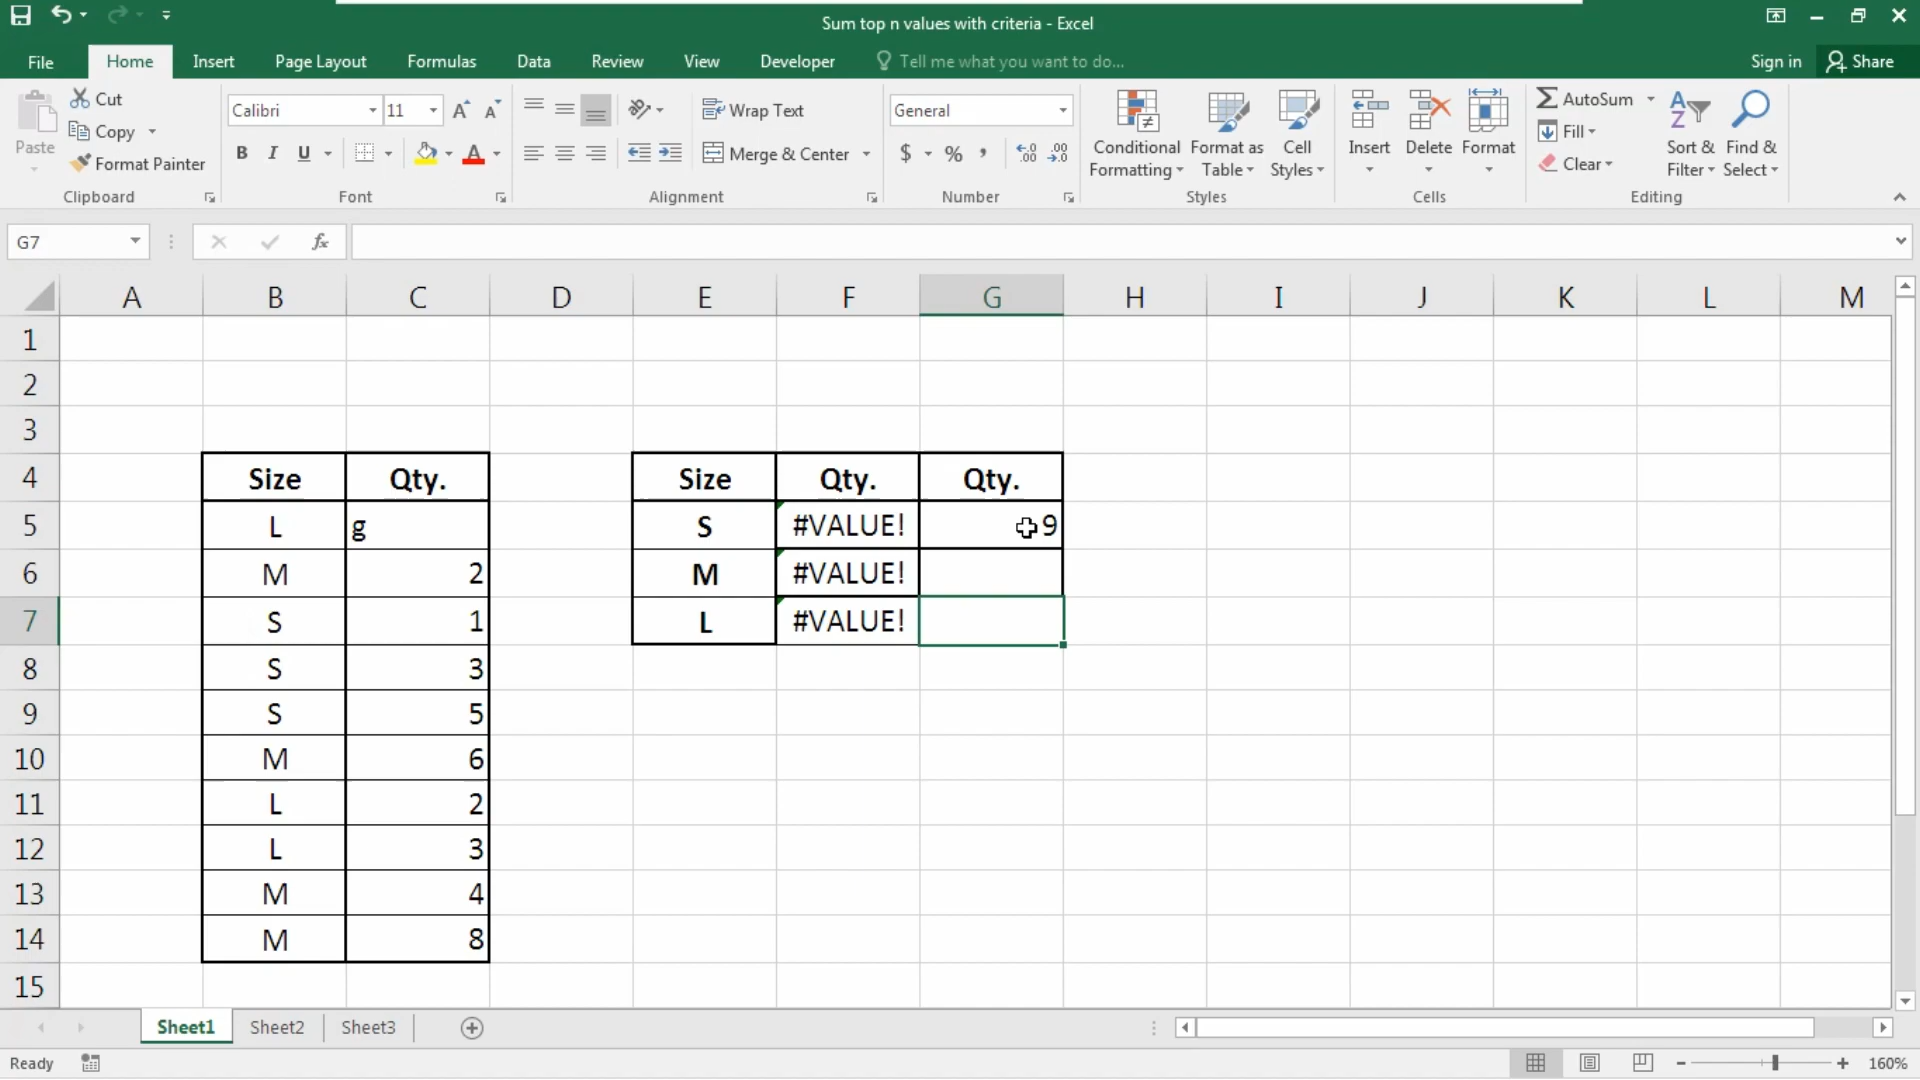 Sum top n values with criteria - Excel
File Home Insert Page Layout Formulas Data Review View Developer Tell me what you want to do... Sign in Share
Paste
Cut
Copy
Format Painter
Clipboard
Calibri 11
B I U A
Font
Wrap Text
Merge & Center
Alignment
General
$ % ,
Number
Conditional Formatting
Format as Table
Cell Styles
Styles
Insert Delete Format
Cells
AutoSum
Fill
Clear
Sort & Filter
Find & Select
Editing
G7 fx
A B C D E F G H I J K L M
1
2
3
4 Size Qty. Size Qty. Qty.
5 L g S #VALUE! 9
6 M 2 M #VALUE!
7 S 1 L #VALUE!
8 S 3
9 S 5
10 M 6
11 L 2
12 L 3
13 M 4
14 M 8
15
Sheet1 Sheet2 Sheet3
Ready 160%